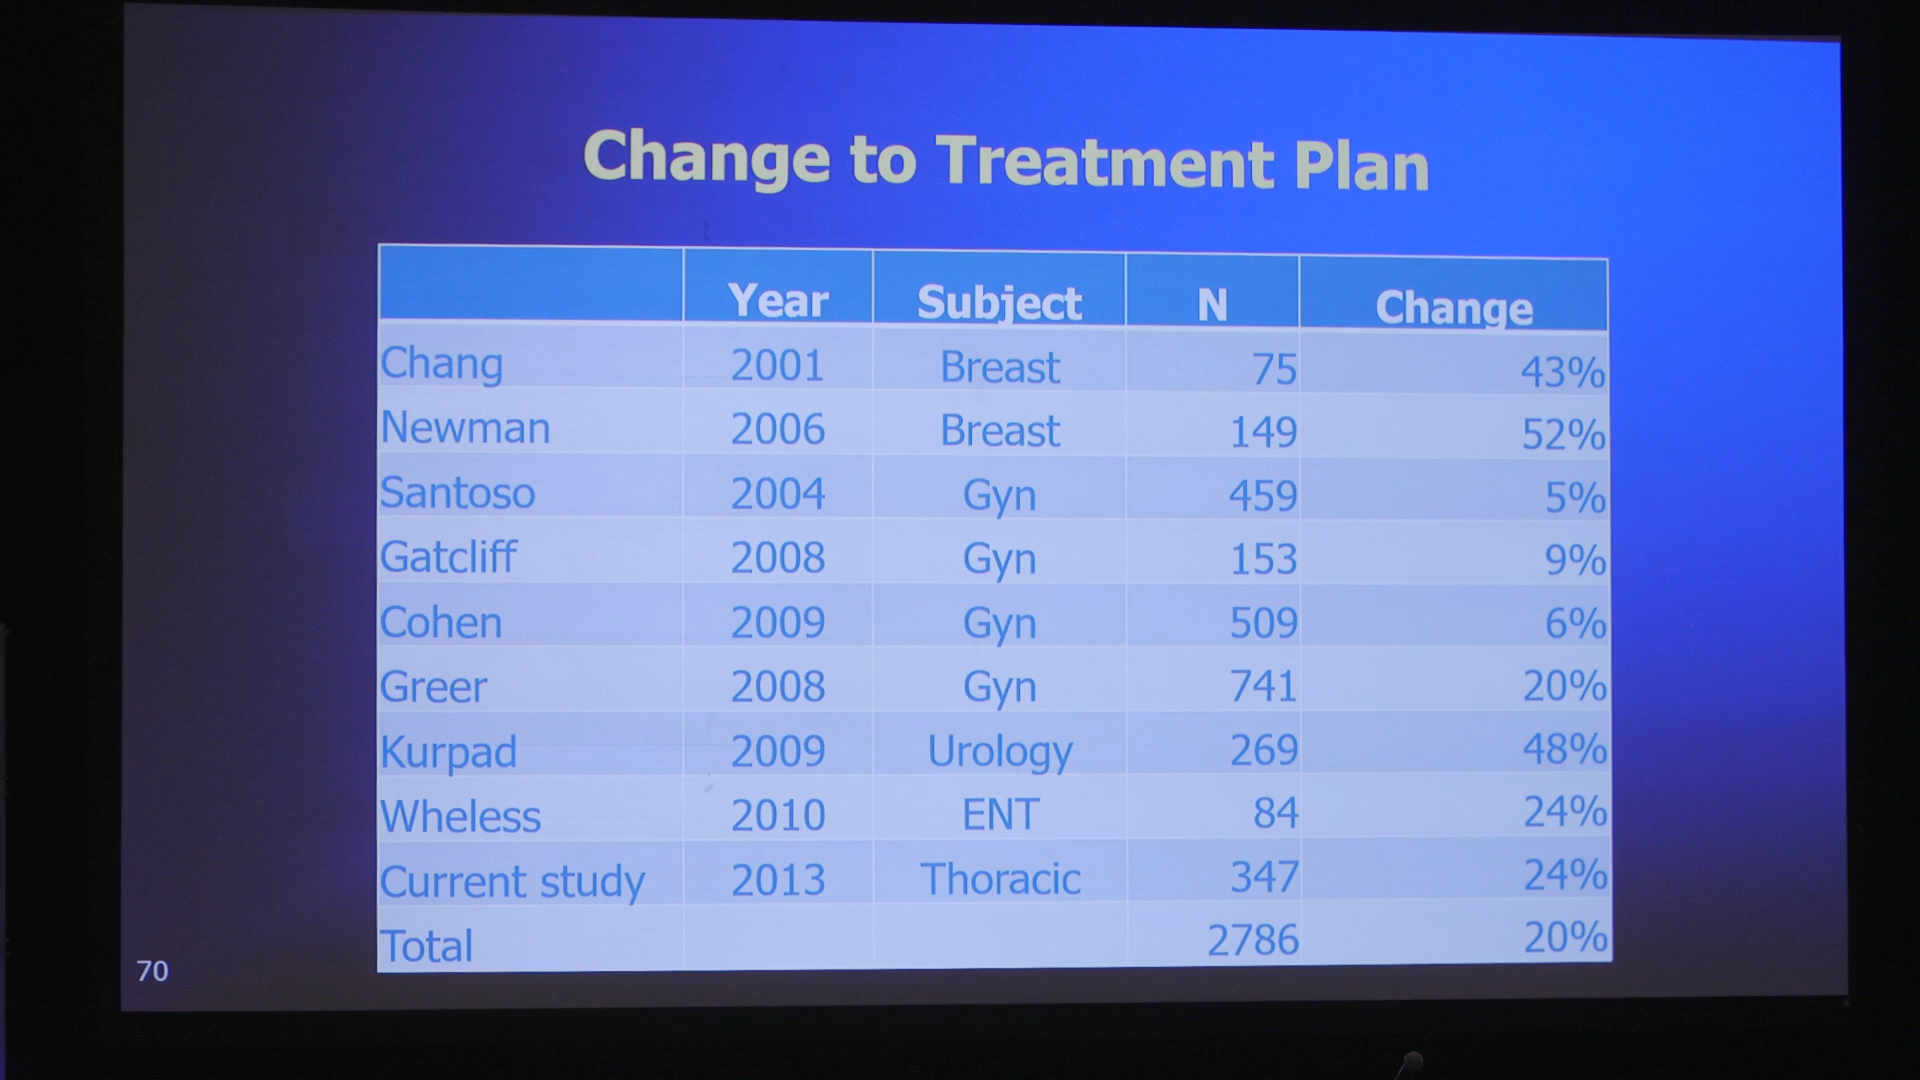 Change to Treatment Plan
Year Subject N Change
Chang 2001 Breast 75 43%
Newman 2006 Breast 149 52%
Santoso 2004 Gyn 459 5%
Gatcliff 2008 Gyn 153 9%
Cohen 2009 Gyn 509 6%
Greer 2008 Gyn 741 20%
Kurpad 2009 Urology 269 48%
Wheless 2010 ENT 84 24%
Current study 2013 Thoracic 347 24%
Total 2786 20%
70